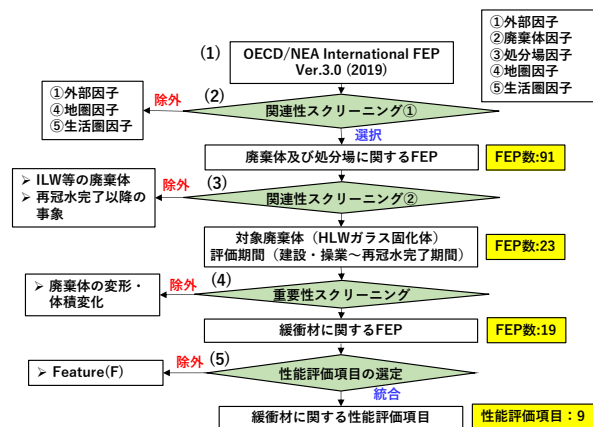 (1)
OECD/NEA International FEP
Ver.3.0 (2019)
①外部因子
②廃棄体因子
③処分場因子
④地圏因子
⑤生活圏因子
①外部因子
④地圏因子
⑤生活圏因子
除外
(2)
関連性スクリーニング①
選択
廃棄体及び処分場に関するFEP
FEP数:91
➢ ILW等の廃棄体
➢ 再冠水完了以降の
事象
除外
(3)
関連性スクリーニング②
対象廃棄体（HLWガラス固化体）
評価期間（建設・操業～再冠水完了期間）
FEP数:23
➢ 廃棄体の変形・
体積変化
除外
(4)
重要性スクリーニング
緩衝材に関するFEP
FEP数:19
➢ Feature(F)
除外
(5)
性能評価項目の選定
統合
緩衝材に関する性能評価項目
性能評価項目：9